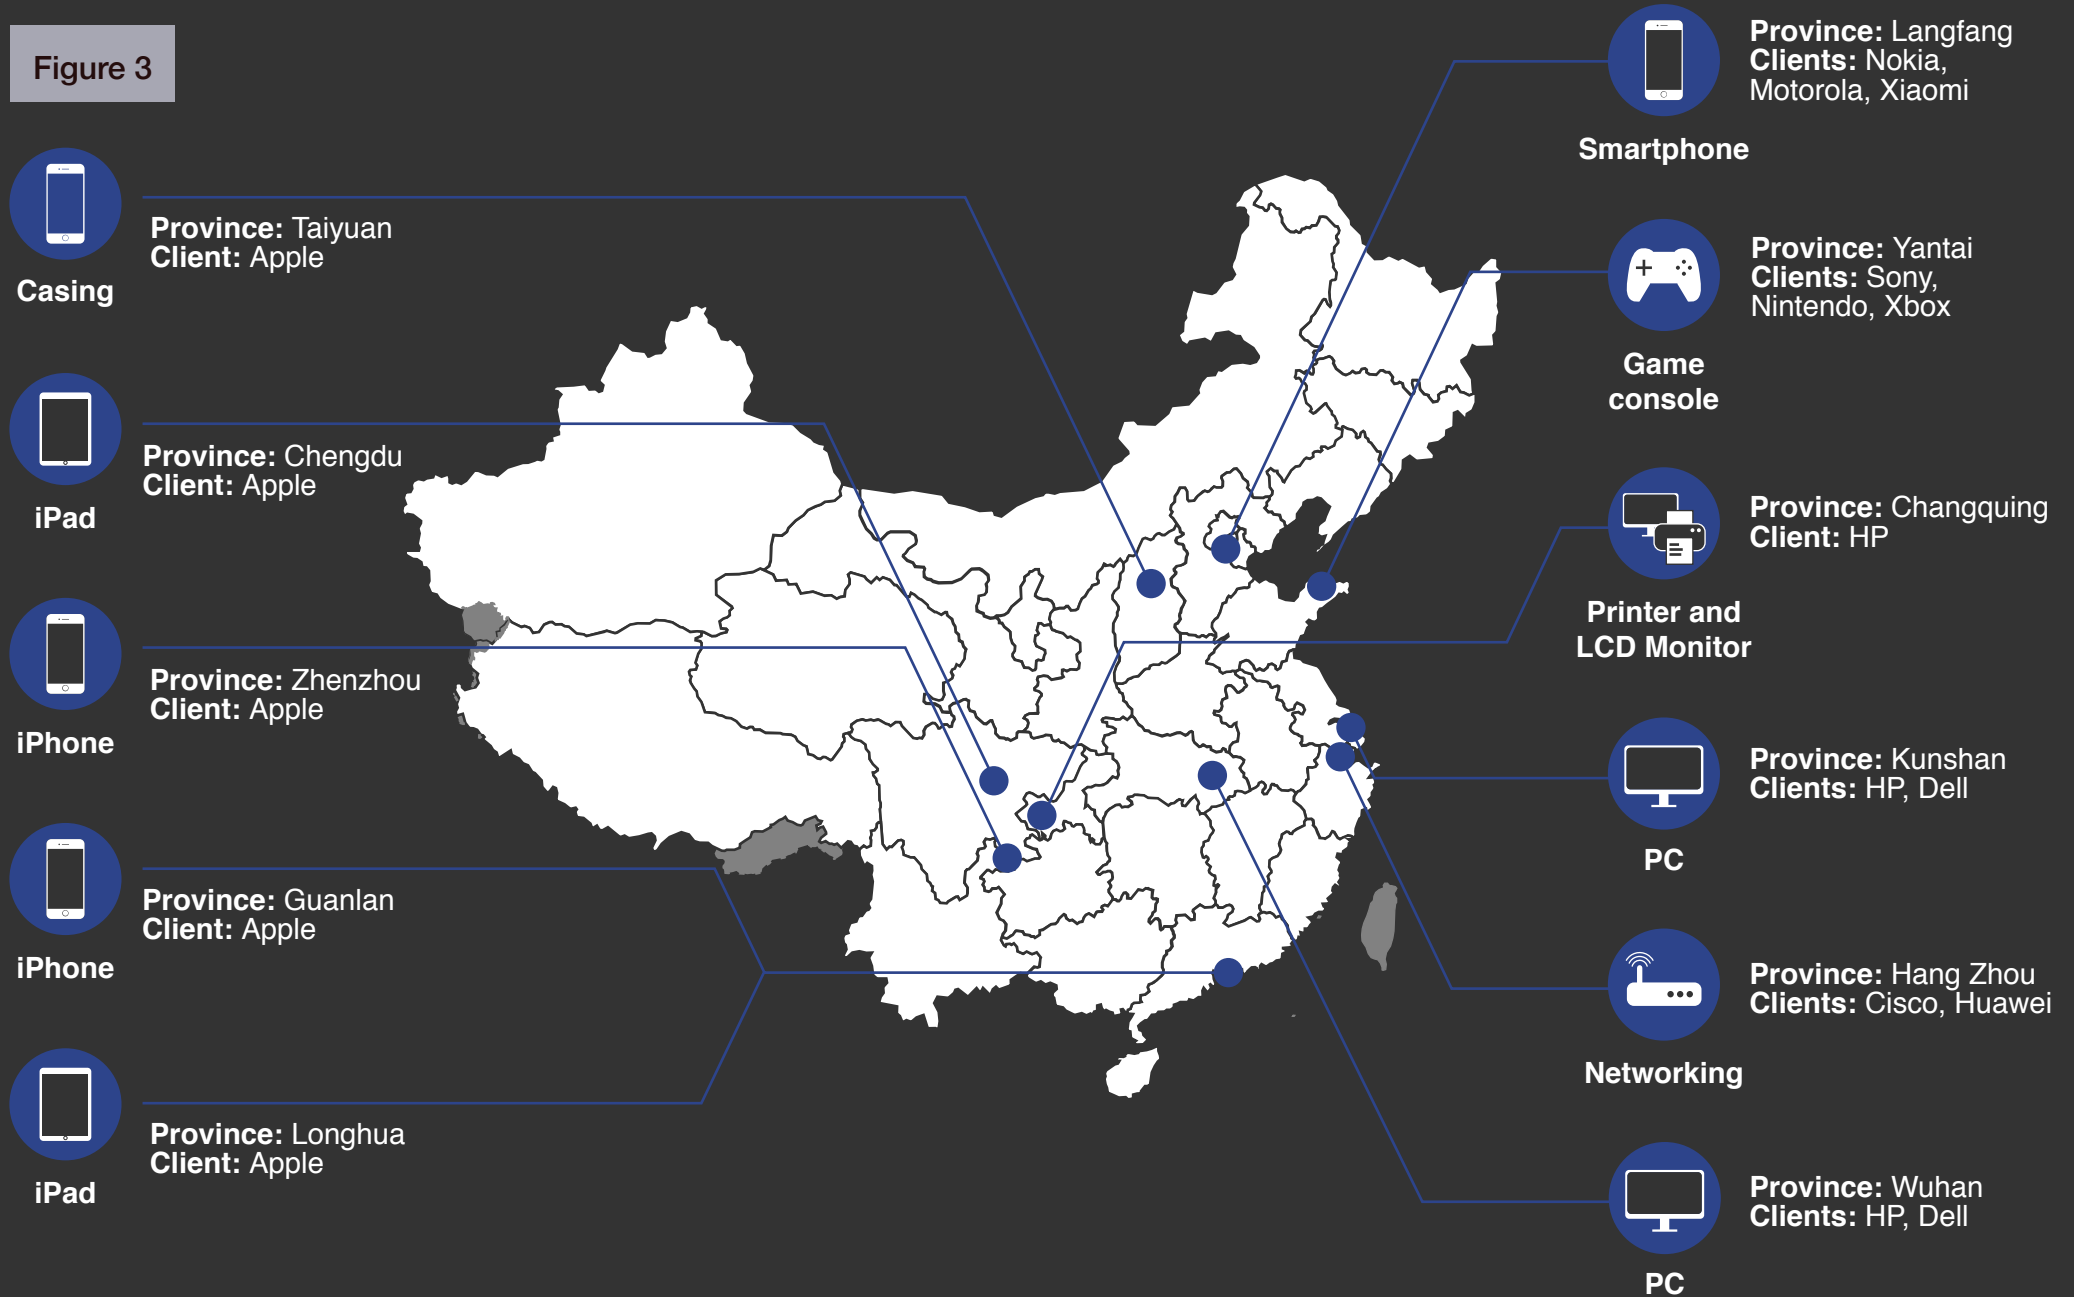 Figure 3
Casing
Province: Taiyuan
Client: Apple
iPad
Province: Chengdu
Client: Apple
iPhone
Province: Zhenzhou
Client: Apple
iPhone
Province: Guanlan
Client: Apple
iPad
Province: Longhua
Client: Apple
Smartphone
Province: Langfang
Clients: Nokia,
Motorola, Xiaomi
Game
console
Province: Yantai
Clients: Sony,
Nintendo, Xbox
Printer and
LCD Monitor
Province: Changquing
Client: HP
PC
Province: Kunshan
Clients: HP, Dell
Networking
Province: Hang Zhou
Clients: Cisco, Huawei
PC
Province: Wuhan
Clients: HP, Dell